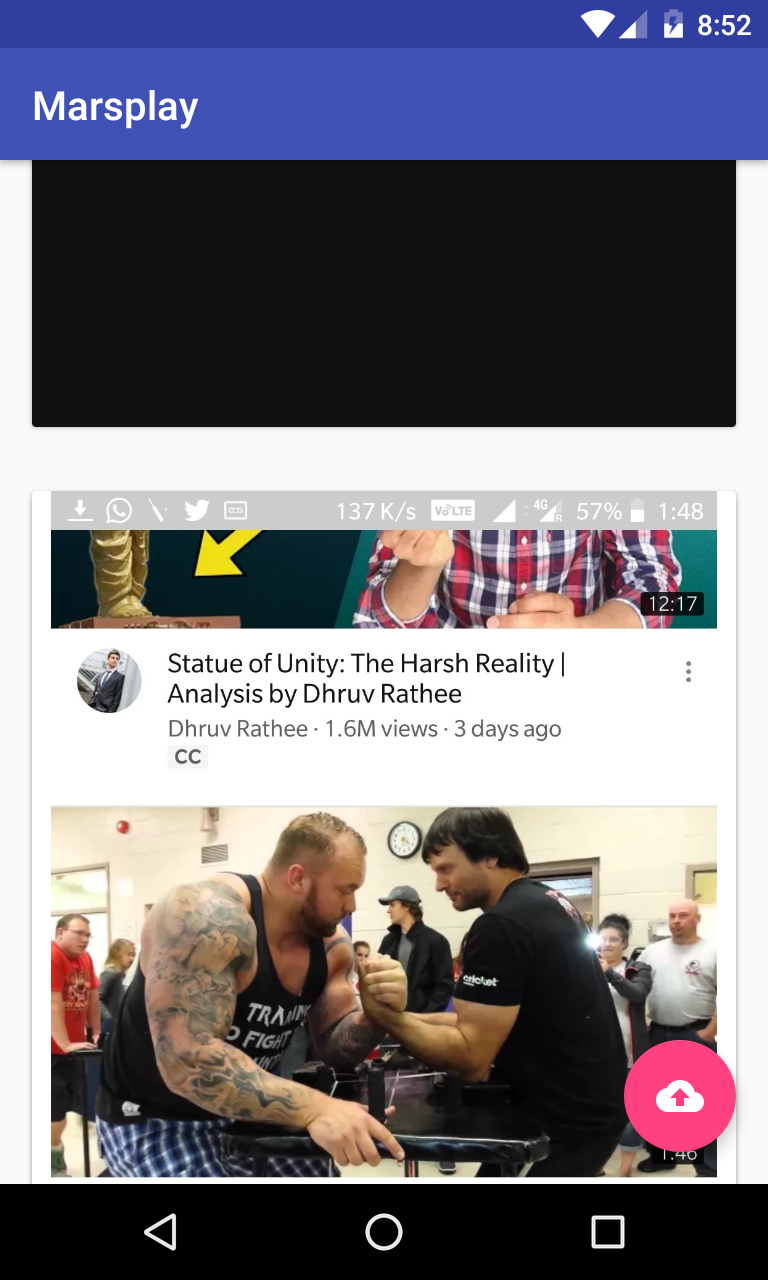 8:52
Marsplay
137 K/s VoLTE 4G R 57% 1:48
12:17
Statue of Unity: The Harsh Reality |
Analysis by Dhruv Rathee
Dhruv Rathee · 1.6M views · 3 days ago
CC
cricket
TRAIN
FIGHT
1:46